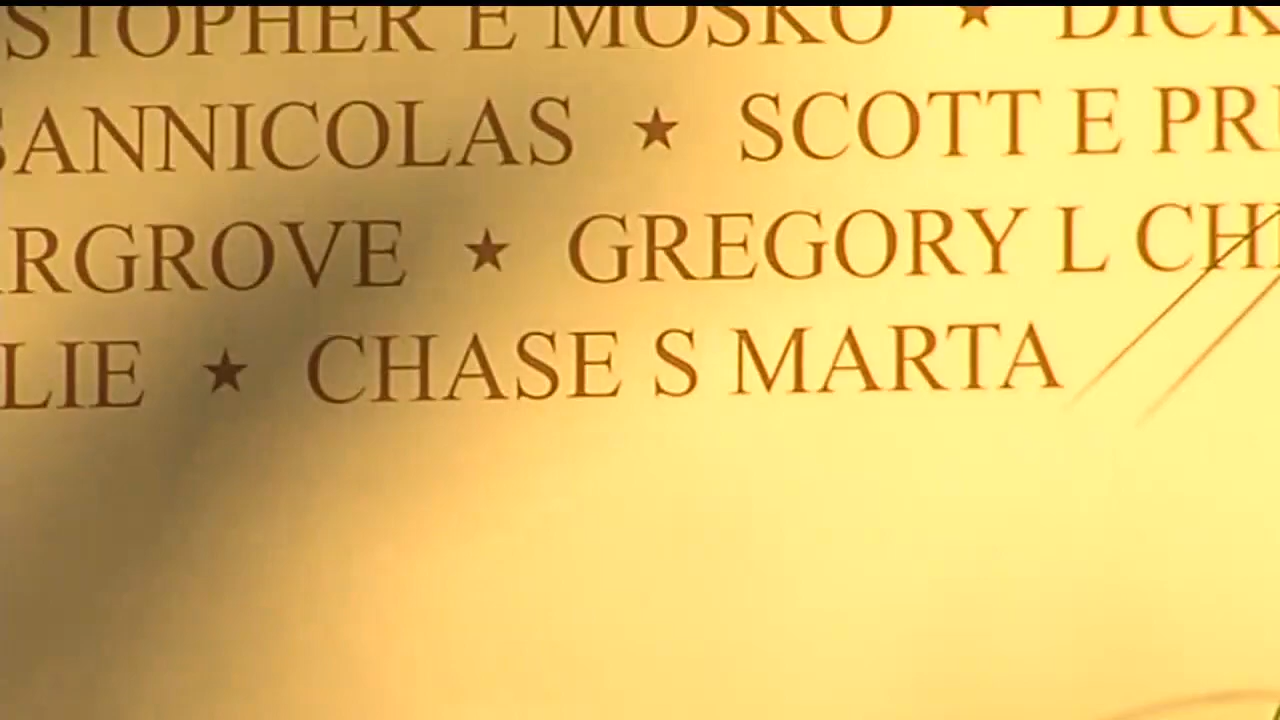 STOPHER E MOSKO ★ DICK
SANNICOLAS ★ SCOTT E PR
RGROVE ★ GREGORY L CH
LIE ★ CHASE S MARTA